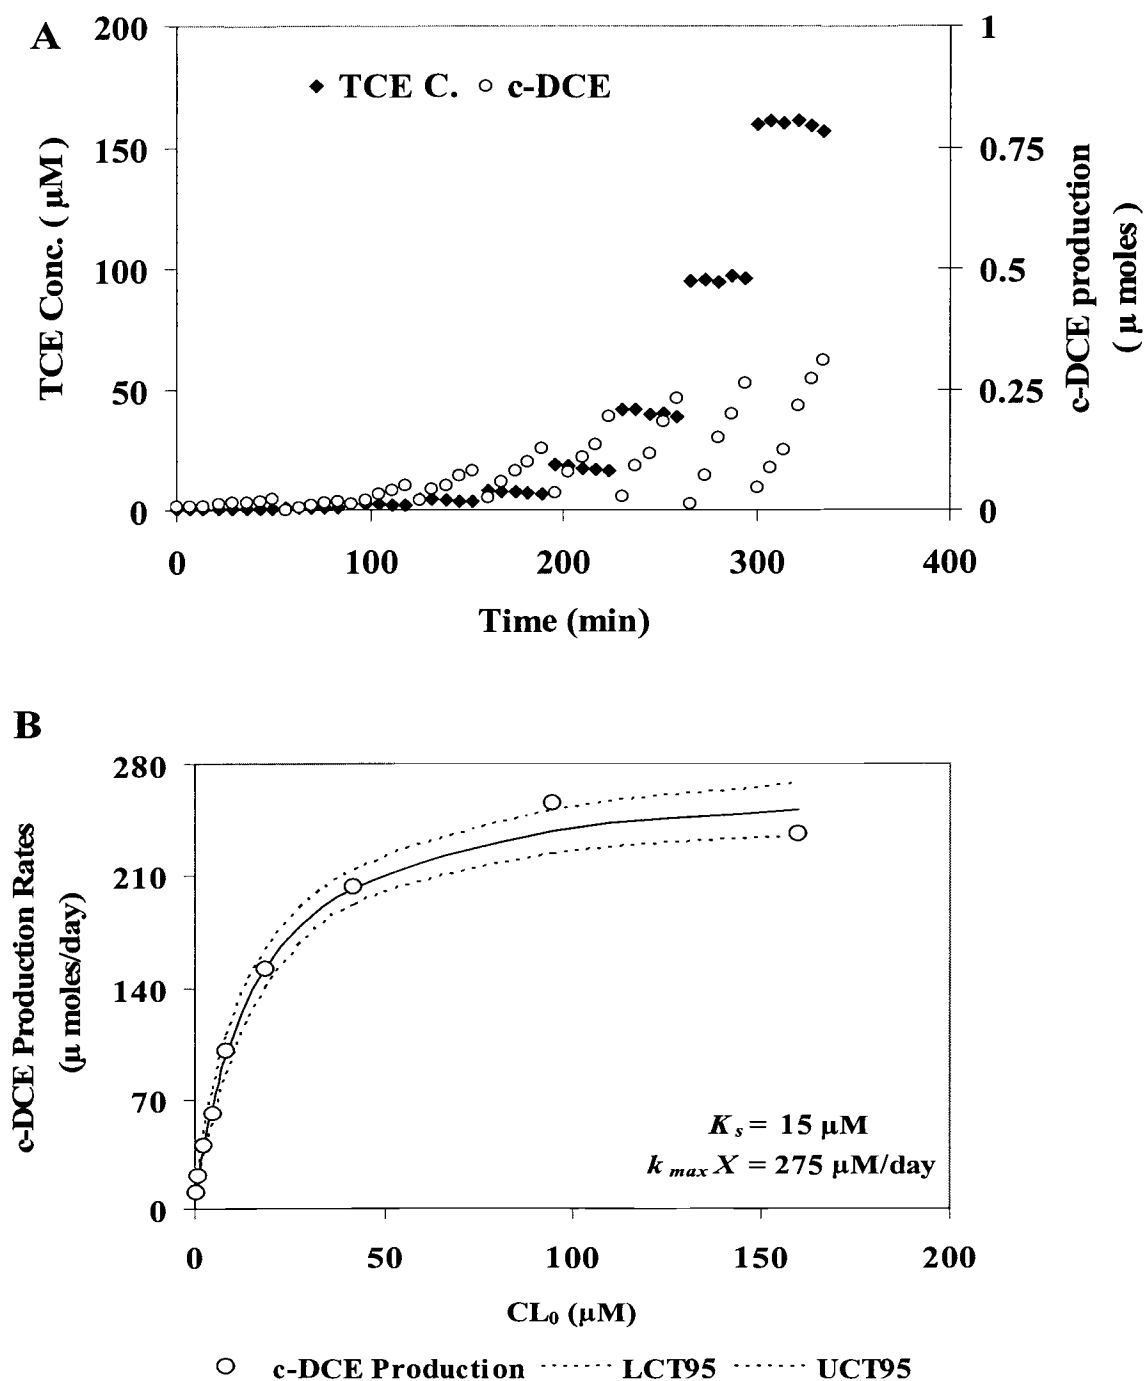 A
200
150
100
50
0
TCE Conc. ( μM )
TCE C.
c-DCE
1
0.75
0.5
0.25
0
c-DCE production
( μ moles )
0
100
200
300
400
Time (min)
B
280
210
140
70
0
c-DCE Production Rates
(μ moles/day)
K s = 15 μM
k max X = 275 μM/day
0
50
100
150
200
CL₀ (μM)
c-DCE Production
LCT95
UCT95